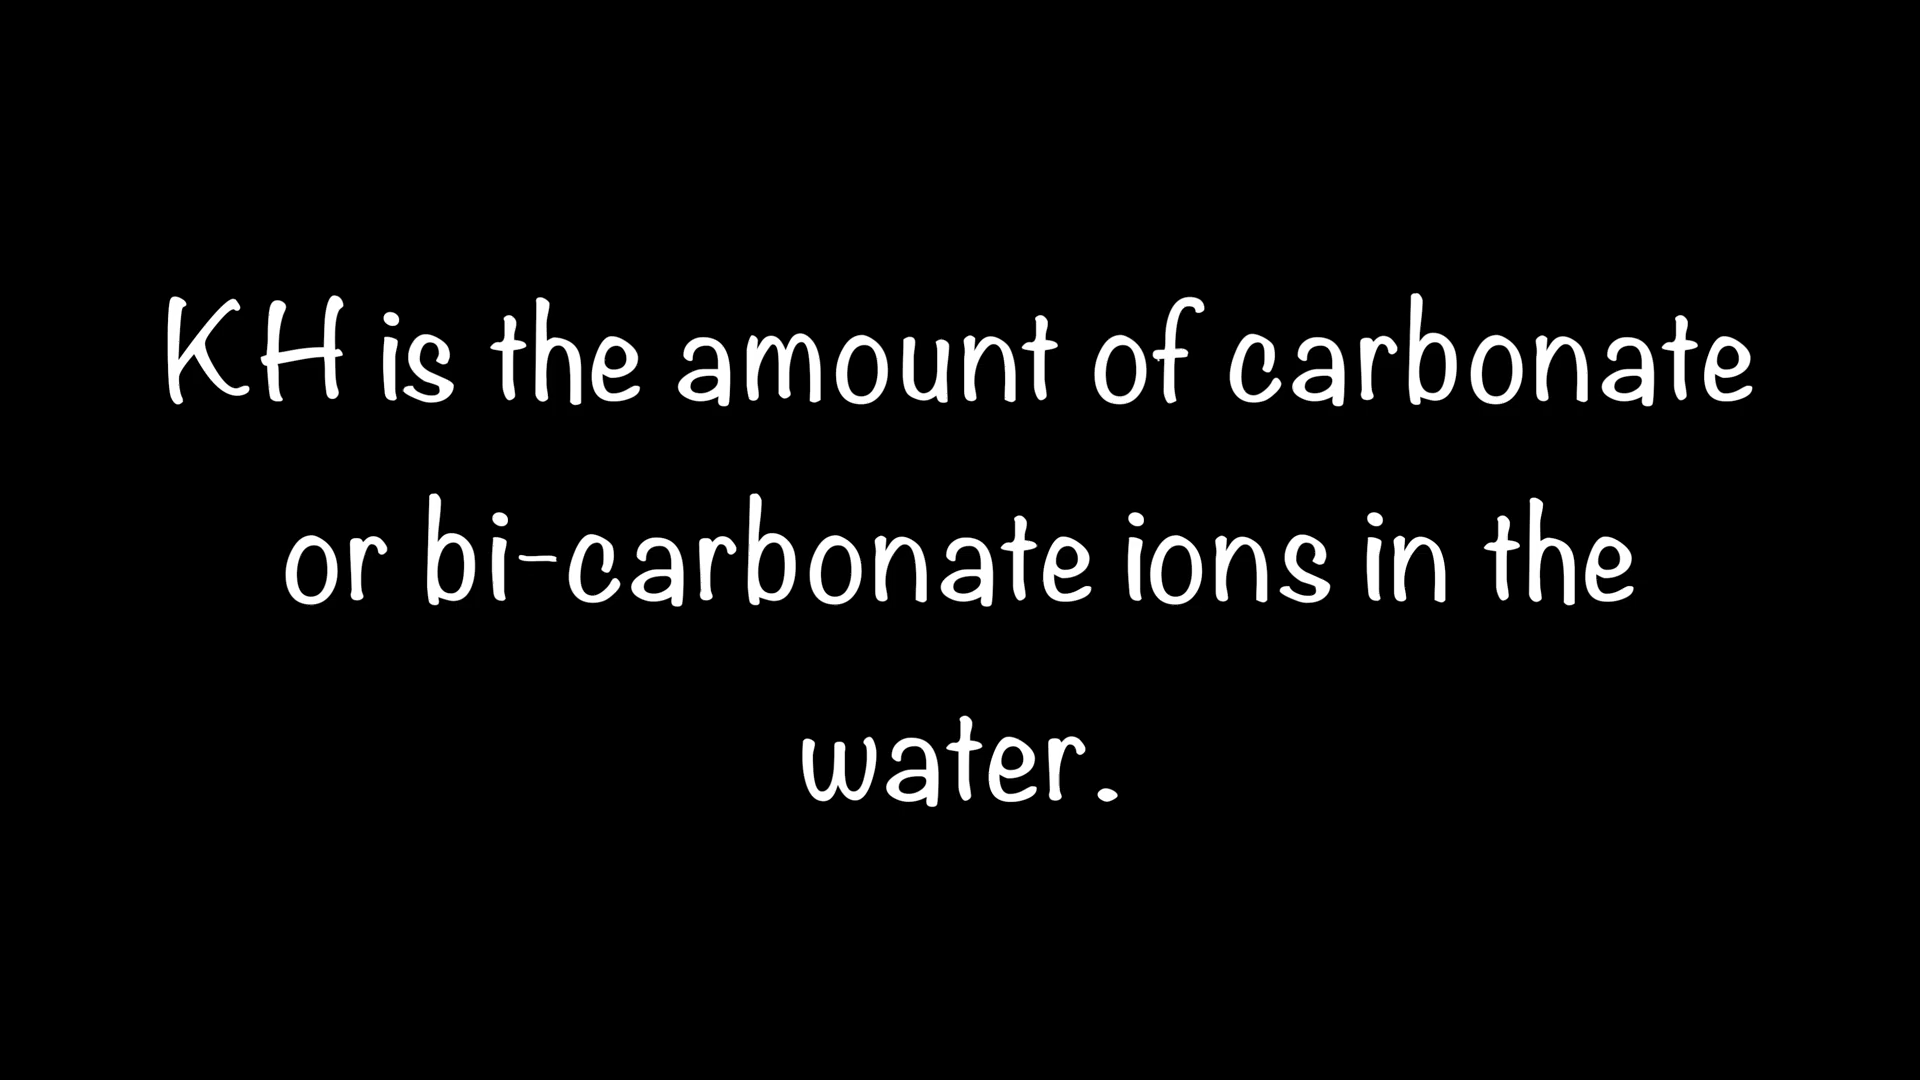 KH is the amount of carbonate
or bi-carbonate ions in the
water.